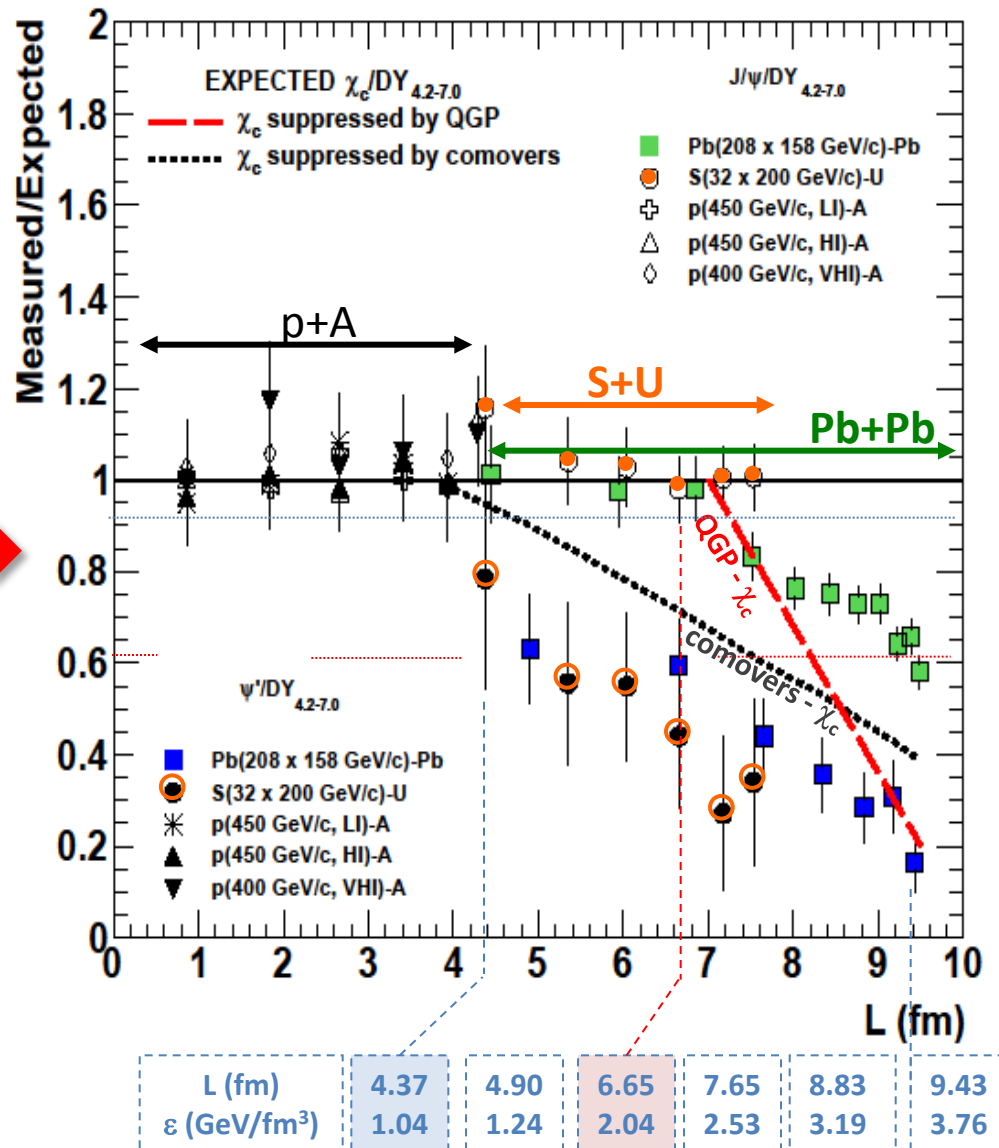 Measured/Expected
2
1.8
1.6
1.4
1.2
1
0.8
0.6
0.4
0.2
0
EXPECTED χc/DY4.2-7.0
χc suppressed by QGP
χc suppressed by comovers
J/ψ/DY4.2-7.0
Pb(208 x 158 GeV/c)-Pb
S(32 x 200 GeV/c)-U
p(450 GeV/c, LI)-A
p(450 GeV/c, HI)-A
p(400 GeV/c, VHI)-A
p+A
S+U
Pb+Pb
QGP - χc
comovers - χc
ψ'/DY4.2-7.0
Pb(208 x 158 GeV/c)-Pb
S(32 x 200 GeV/c)-U
p(450 GeV/c, LI)-A
p(450 GeV/c, HI)-A
p(400 GeV/c, VHI)-A
0 1 2 3 4 5 6 7 8 9 10
L (fm)
L (fm) 4.37 4.90 6.65 7.65 8.83 9.43
ε (GeV/fm³) 1.04 1.24 2.04 2.53 3.19 3.76